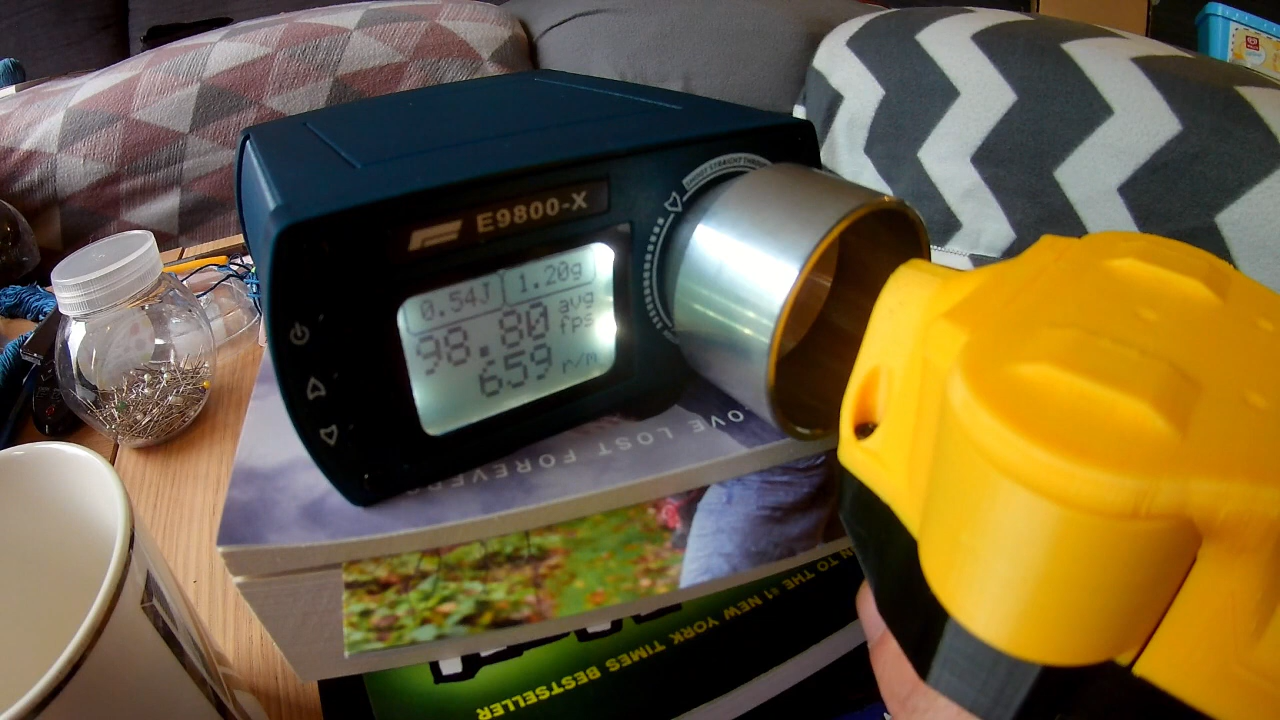 SHOOT STRAIGHT THROUGH
E9800-X
0.54J 1.20g
98.80 avg fps
659 r/m
OVE LOST FOREVER
N TO THE #1 NEW YORK TIMES BESTSELLER